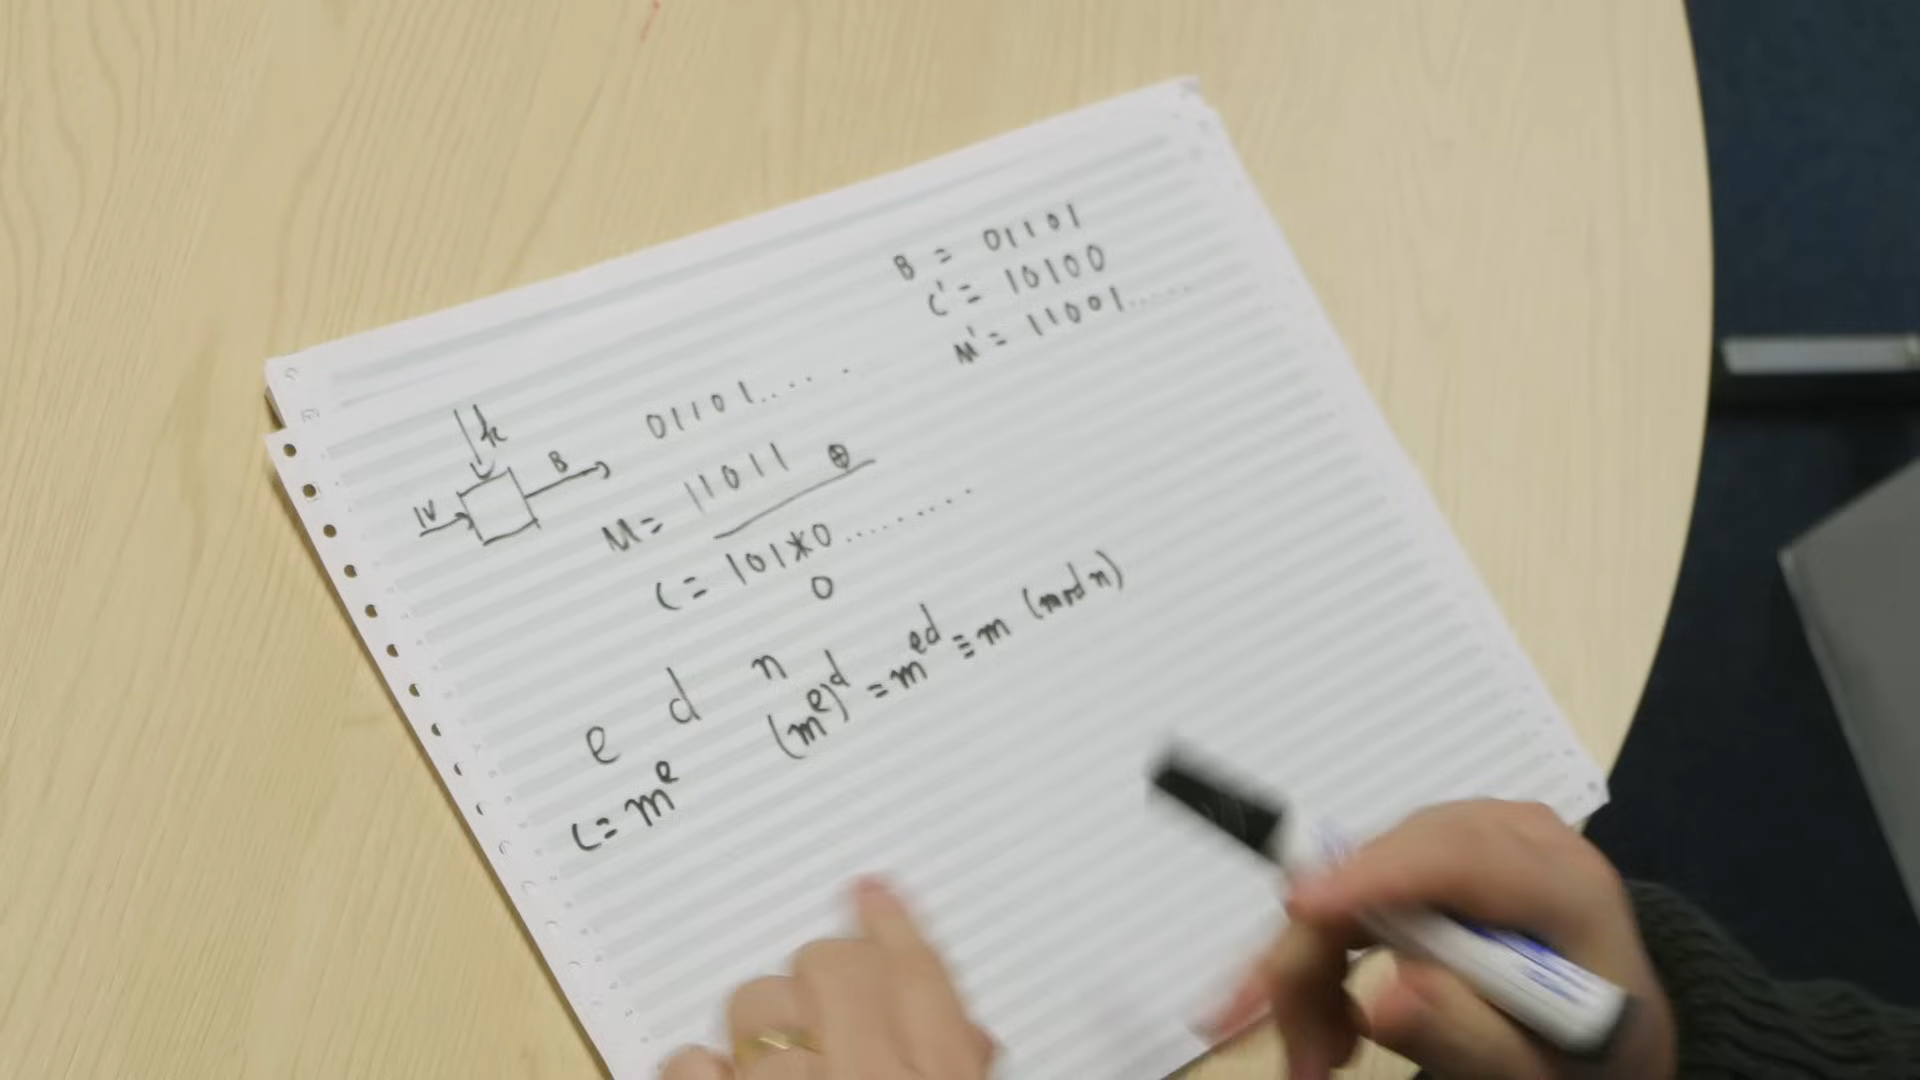 B = 01101
C' = 10100
M' = 11001.....
k
IV
B
01101......
M = 11011 ⊕
C = 101*0.........
0
e d n
C = m^e
(m^e)^d = m^ed ≡ m (mod n)